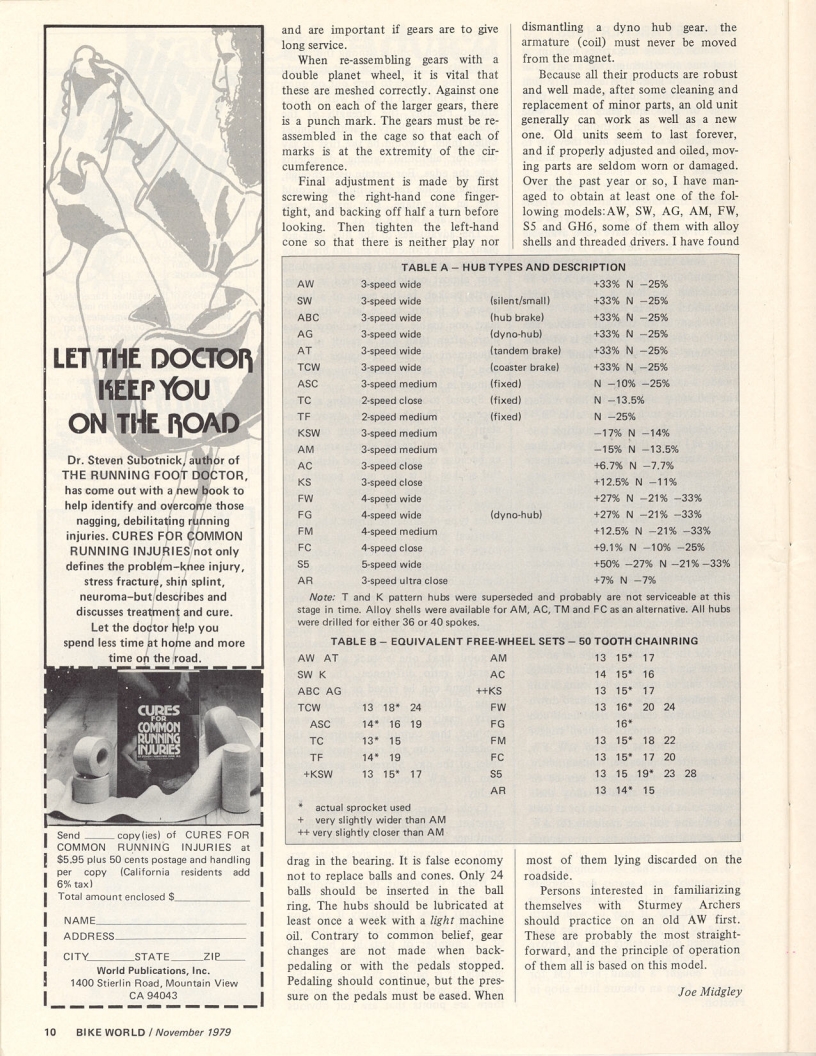 LET THE DOCTOR
KEEP YOU
ON THE ROAD
Dr. Steven Subotnick, author of
THE RUNNING FOOT DOCTOR,
has come out with a new book to
help identify and overcome those
nagging, debilitating running
injuries. CURES FOR COMMON
RUNNING INJURIES not only
defines the problem—knee injury,
stress fracture, shin splint,
neuroma—but describes and
discusses treatment and cure.
Let the doctor help you
spend less time at home and more
time on the road.
CURES
FOR
COMMON
RUNNING
INJURIES
Send _____ copy(ies) of CURES FOR
COMMON RUNNING INJURIES at
$5.95 plus 50 cents postage and handling
per copy (California residents add
6% tax)
Total amount enclosed $
NAME
ADDRESS
CITY STATE ZIP
World Publications, Inc.
1400 Stierlin Road, Mountain View
CA 94043
and are important if gears are to give
long service.
When re-assembling gears with a
double planet wheel, it is vital that
these are meshed correctly. Against one
tooth on each of the larger gears, there
is a punch mark. The gears must be re-
assembled in the cage so that each of
marks is at the extremity of the cir-
cumference.
Final adjustment is made by first
screwing the right-hand cone finger-
tight, and backing off half a turn before
looking. Then tighten the left-hand
cone so that there is neither play nor
dismantling a dyno hub gear. the
armature (coil) must never be moved
from the magnet.
Because all their products are robust
and well made, after some cleaning and
replacement of minor parts, an old unit
generally can work as well as a new
one. Old units seem to last forever,
and if properly adjusted and oiled, mov-
ing parts are seldom worn or damaged.
Over the past year or so, I have man-
aged to obtain at least one of the fol-
lowing models: AW, SW, AG, AM, FW,
S5 and GH6, some of them with alloy
shells and threaded drivers. I have found
TABLE A — HUB TYPES AND DESCRIPTION
AW 3-speed wide +33% N −25%
SW 3-speed wide (silent/small) +33% N −25%
ABC 3-speed wide (hub brake) +33% N −25%
AG 3-speed wide (dyno-hub) +33% N −25%
AT 3-speed wide (tandem brake) +33% N −25%
TCW 3-speed wide (coaster brake) +33% N −25%
ASC 3-speed medium (fixed) N −10% −25%
TC 2-speed close (fixed) N −13.5%
TF 2-speed medium (fixed) N −25%
KSW 3-speed medium −17% N −14%
AM 3-speed medium −15% N −13.5%
AC 3-speed close +6.7% N −7.7%
KS 3-speed close +12.5% N −11%
FW 4-speed wide +27% N −21% −33%
FG 4-speed wide (dyno-hub) +27% N −21% −33%
FM 4-speed medium +12.5% N −21% −33%
FC 4-speed close +9.1% N −10% −25%
S5 5-speed wide +50% −27% N −21% −33%
AR 3-speed ultra close +7% N −7%
Note: T and K pattern hubs were superseded and probably are not serviceable at this
stage in time. Alloy shells were available for AM, AC, TM and FC as an alternative. All hubs
were drilled for either 36 or 40 spokes.
TABLE B — EQUIVALENT FREE-WHEEL SETS — 50 TOOTH CHAINRING
AW AT AM 13 15* 17
SW K AC 14 15* 16
ABC AG ++KS 13 15* 17
TCW 13 18* 24 FW 13 16* 20 24
ASC 14* 16 19 FG 16*
TC 13* 15 FM 13 15* 18 22
TF 14* 19 FC 13 15* 17 20
+KSW 13 15* 17 S5 13 15 19* 23 28
AR 13 14* 15
* actual sprocket used
+ very slightly wider than AM
++ very slightly closer than AM
drag in the bearing. It is false economy
not to replace balls and cones. Only 24
balls should be inserted in the ball
ring. The hubs should be lubricated at
least once a week with a light machine
oil. Contrary to common belief, gear
changes are not made when back-
pedaling or with the pedals stopped.
Pedaling should continue, but the pres-
sure on the pedals must be eased. When
most of them lying discarded on the
roadside.
Persons interested in familiarizing
themselves with Sturmey Archers
should practice on an old AW first.
These are probably the most straight-
forward, and the principle of operation
of them all is based on this model.
Joe Midgley
10 BIKE WORLD / November 1979